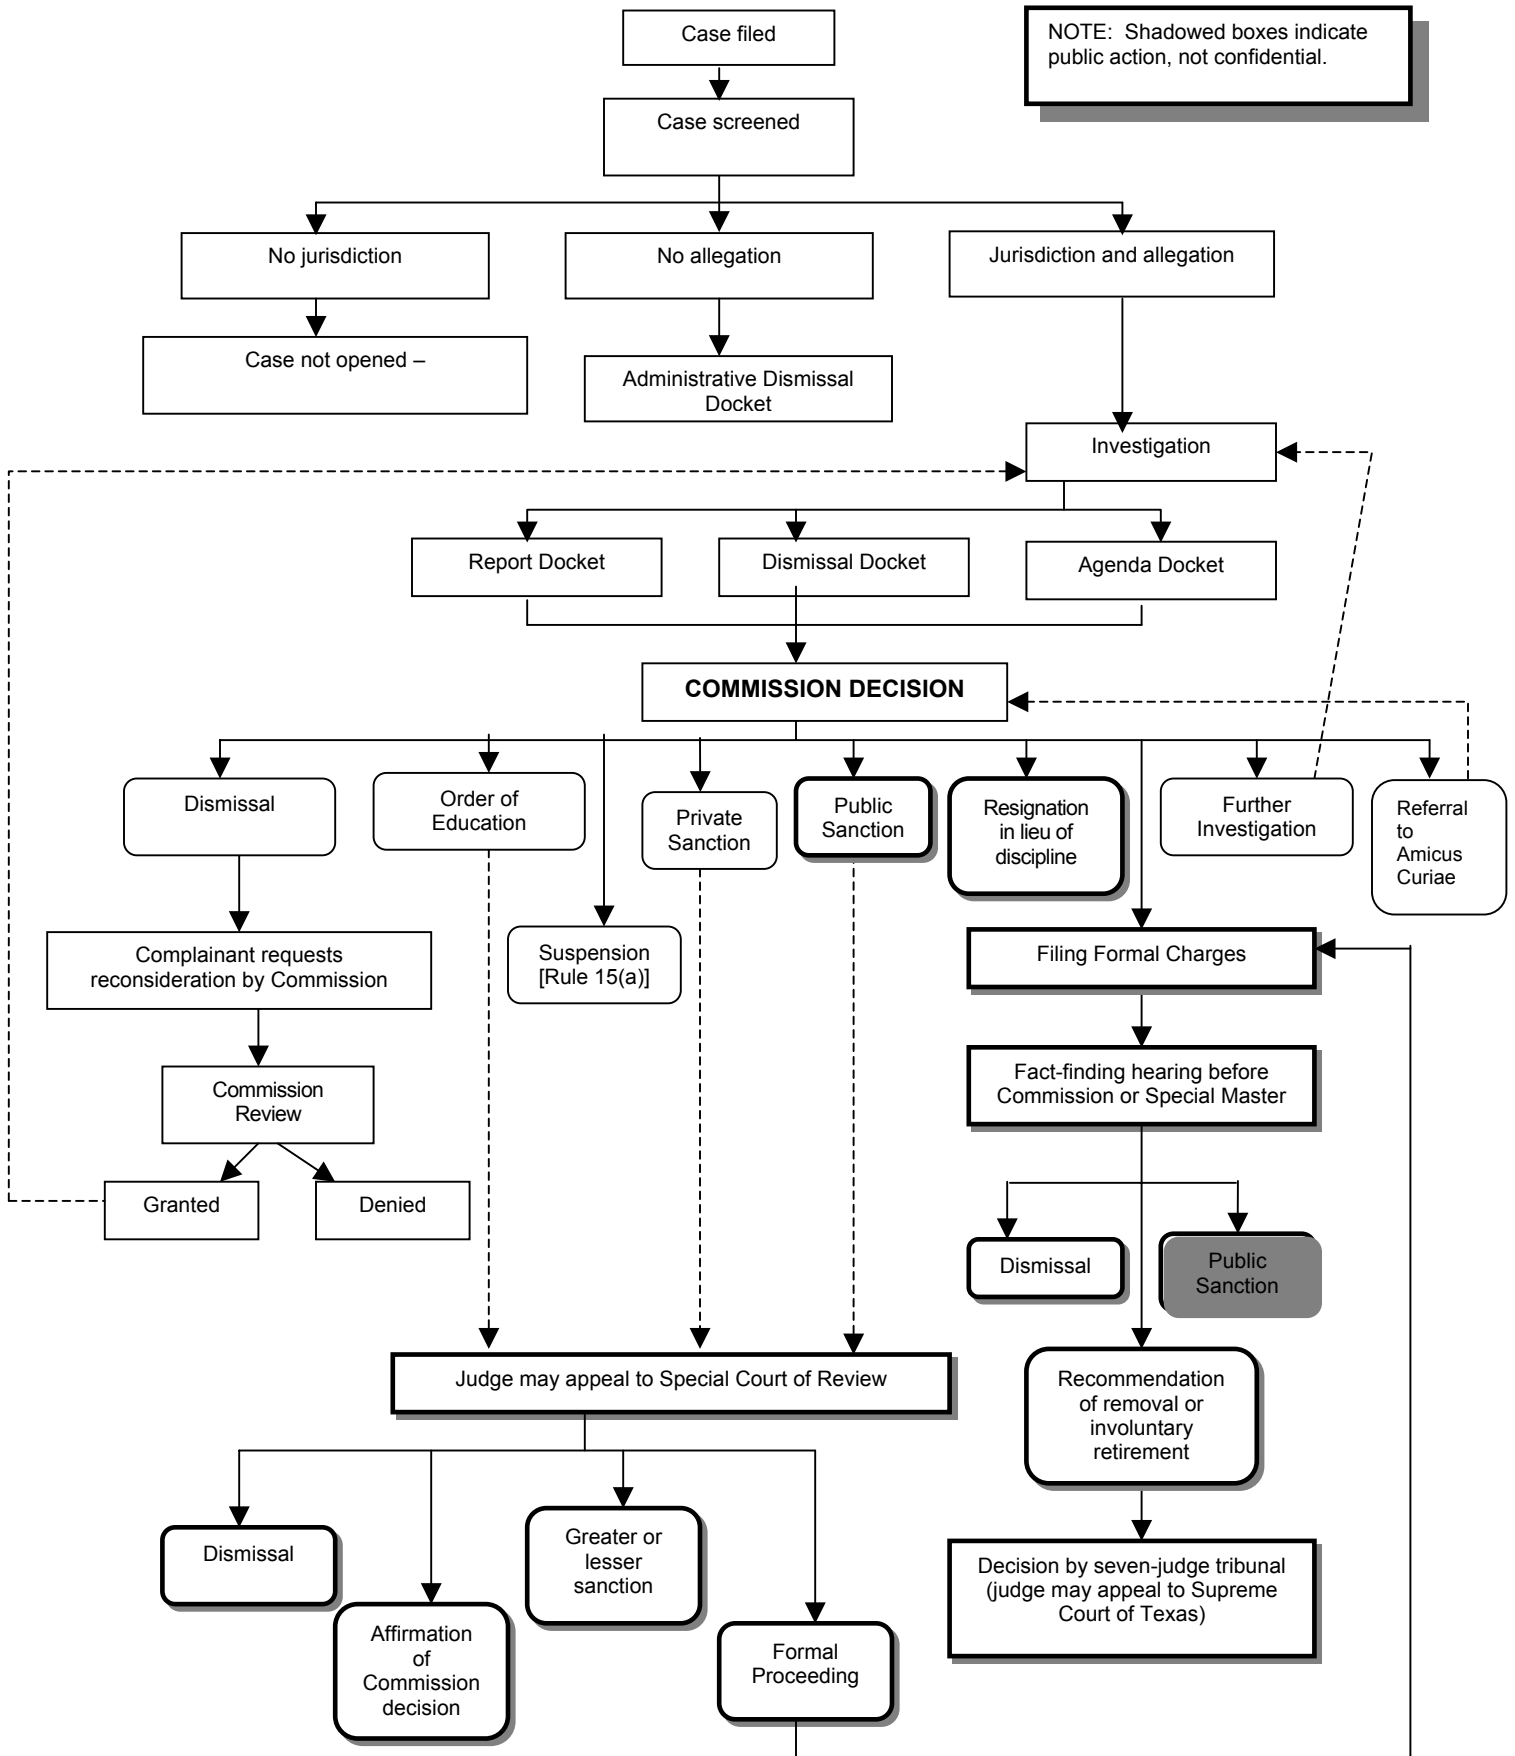 Case filed
NOTE:  Shadowed boxes indicate
public action, not confidential.
Case screened
No jurisdiction
No allegation
Jurisdiction and allegation
Case not opened –
Administrative Dismissal
Docket
Investigation
Report Docket
Dismissal Docket
Agenda Docket
COMMISSION DECISION
Dismissal
Order of
Education
Private
Sanction
Public
Sanction
Resignation
in lieu of
discipline
Further
Investigation
Referral
to
Amicus
Curiae
Complainant requests
reconsideration by Commission
Suspension
[Rule 15(a)]
Filing Formal Charges
Commission
Review
Fact-finding hearing before
Commission or Special Master
Granted
Denied
Dismissal
Public
Sanction
Judge may appeal to Special Court of Review
Recommendation
of removal or
involuntary
retirement
Dismissal
Affirmation
of
Commission
decision
Greater or
lesser
sanction
Formal
Proceeding
Decision by seven-judge tribunal
(judge may appeal to Supreme
Court of Texas)